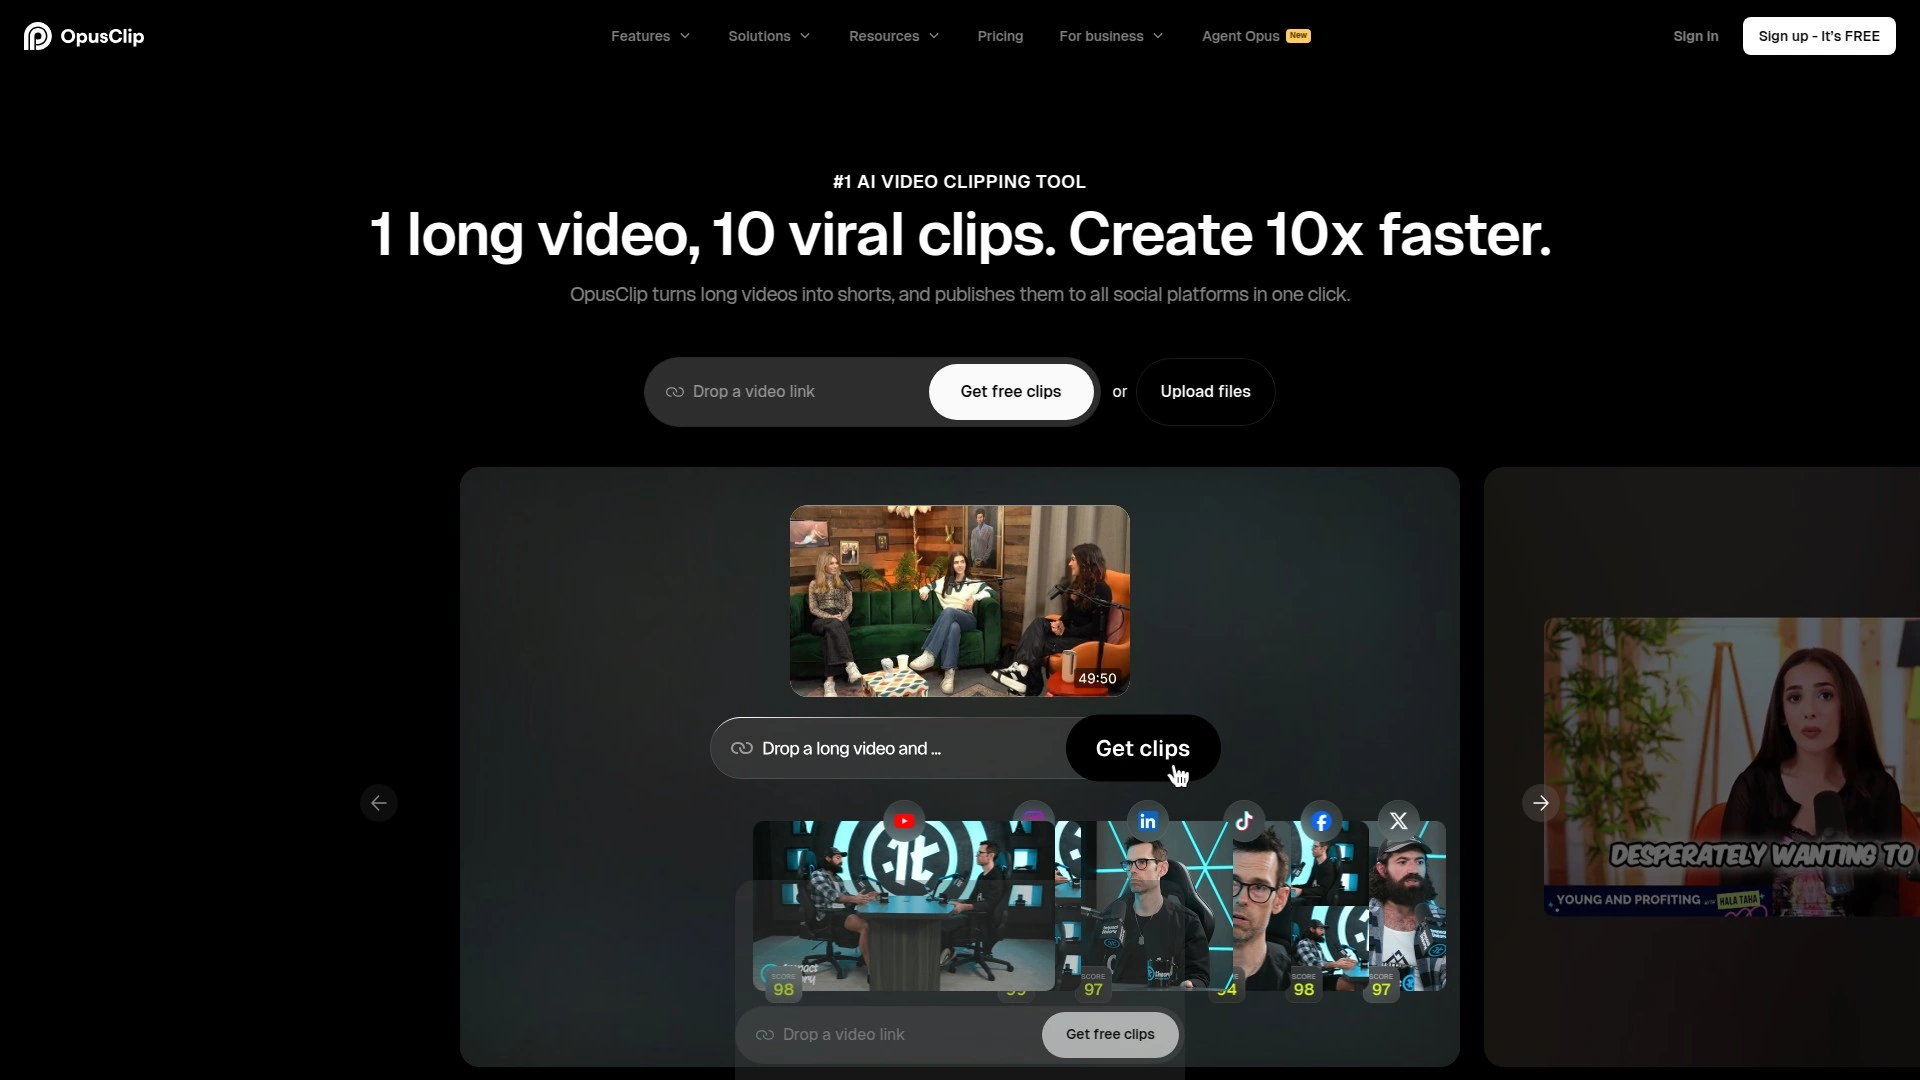 OpusClip
Features
Solutions
Resources
Pricing
For business
Agent Opus
New
Sign In
Sign up - It's FREE
#1 AI VIDEO CLIPPING TOOL
1 long video, 10 viral clips. Create 10x faster.
OpusClip turns long videos into shorts, and publishes them to all social platforms in one click.
Drop a video link
Get free clips
or
Upload files
49:50
Drop a long video and ...
Get clips
DESPERATELY WANTING TO
YOUNG AND PROFITING WITH HALA TAHA
in
SCORE
98
SCORE
97
SCORE
98
SCORE
97
Drop a video link
Get free clips